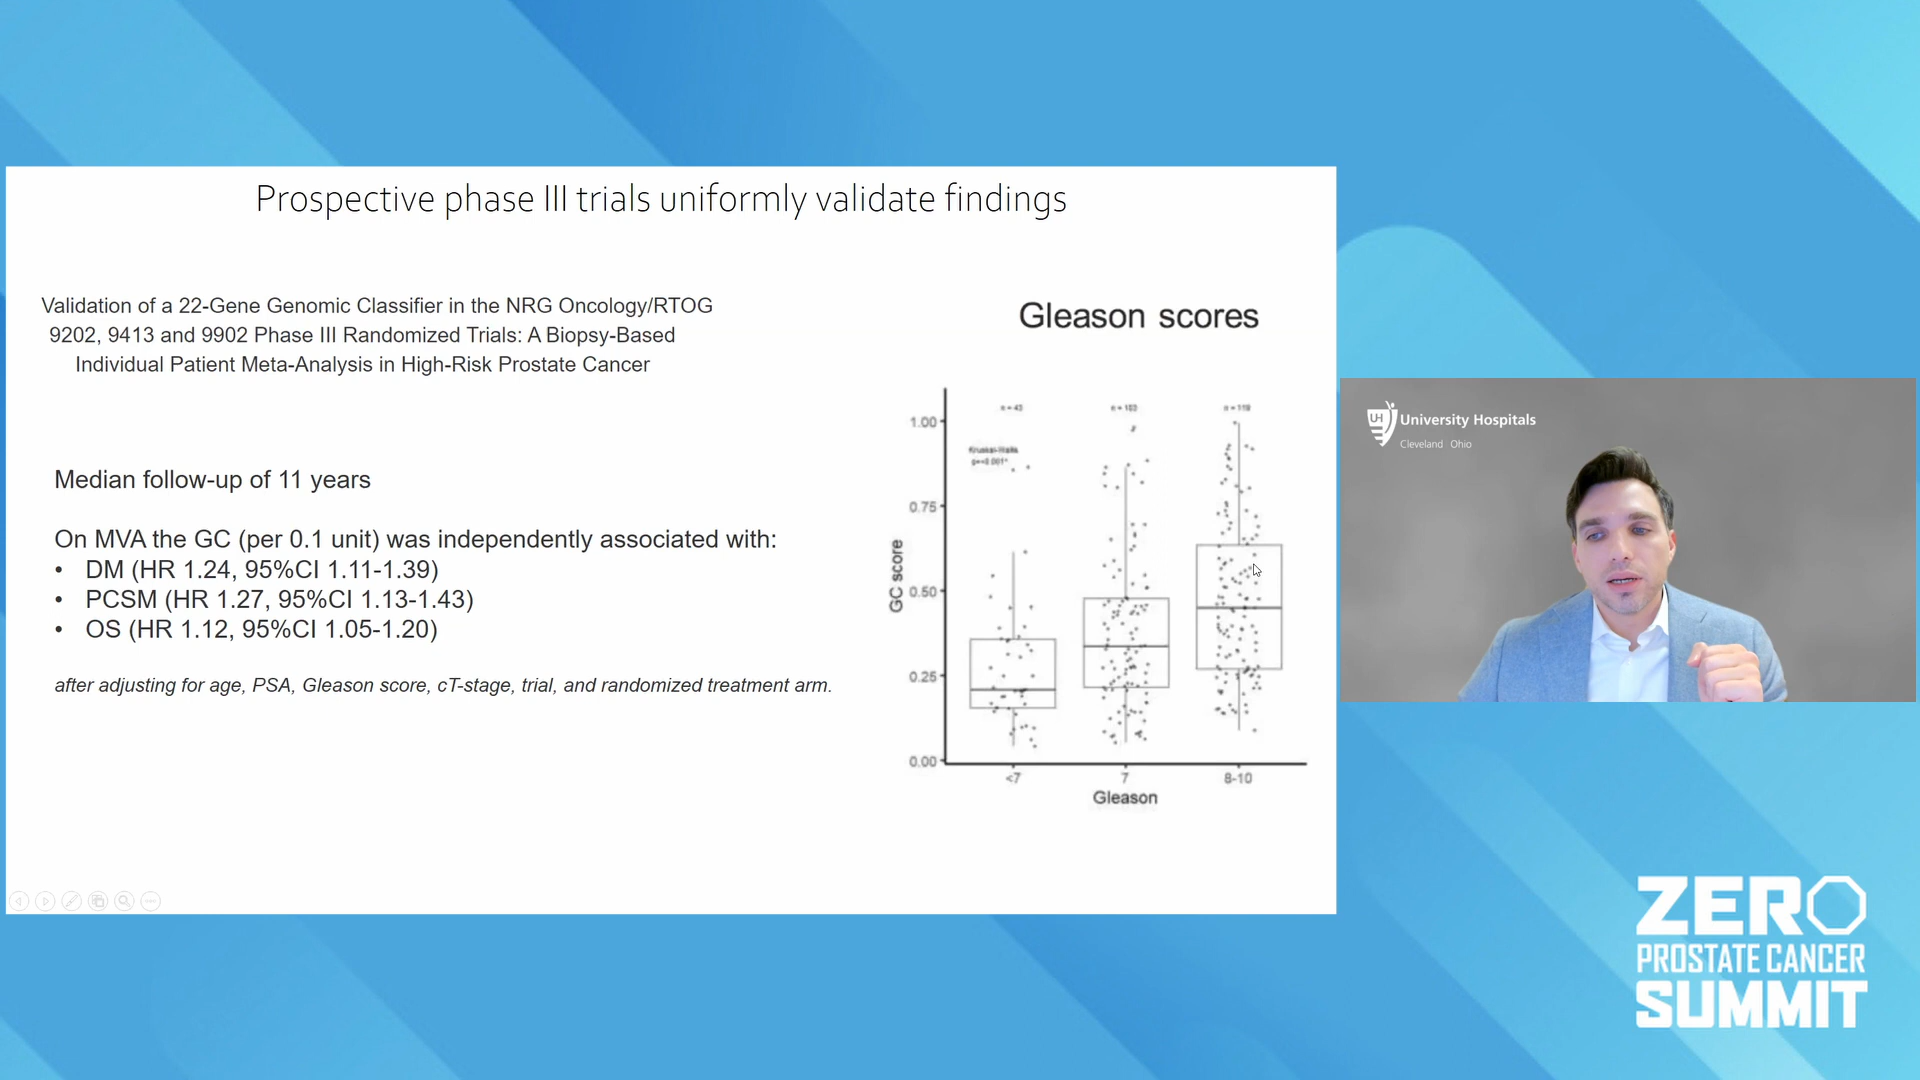 Prospective phase III trials uniformly validate findings
Validation of a 22-Gene Genomic Classifier in the NRG Oncology/RTOG
9202, 9413 and 9902 Phase III Randomized Trials: A Biopsy-Based
Individual Patient Meta-Analysis in High-Risk Prostate Cancer
Median follow-up of 11 years
On MVA the GC (per 0.1 unit) was independently associated with:
• DM (HR 1.24, 95%CI 1.11-1.39)
• PCSM (HR 1.27, 95%CI 1.13-1.43)
• OS (HR 1.12, 95%CI 1.05-1.20)
after adjusting for age, PSA, Gleason score, cT-stage, trial, and randomized treatment arm.
Gleason scores
n = 43
Kruskal-Wallis
1.00
0.75
0.50
0.25
0.00
GC score
<7 7 8-10
Gleason
UH University Hospitals
Cleveland Ohio
ZERO
PROSTATE CANCER
SUMMIT